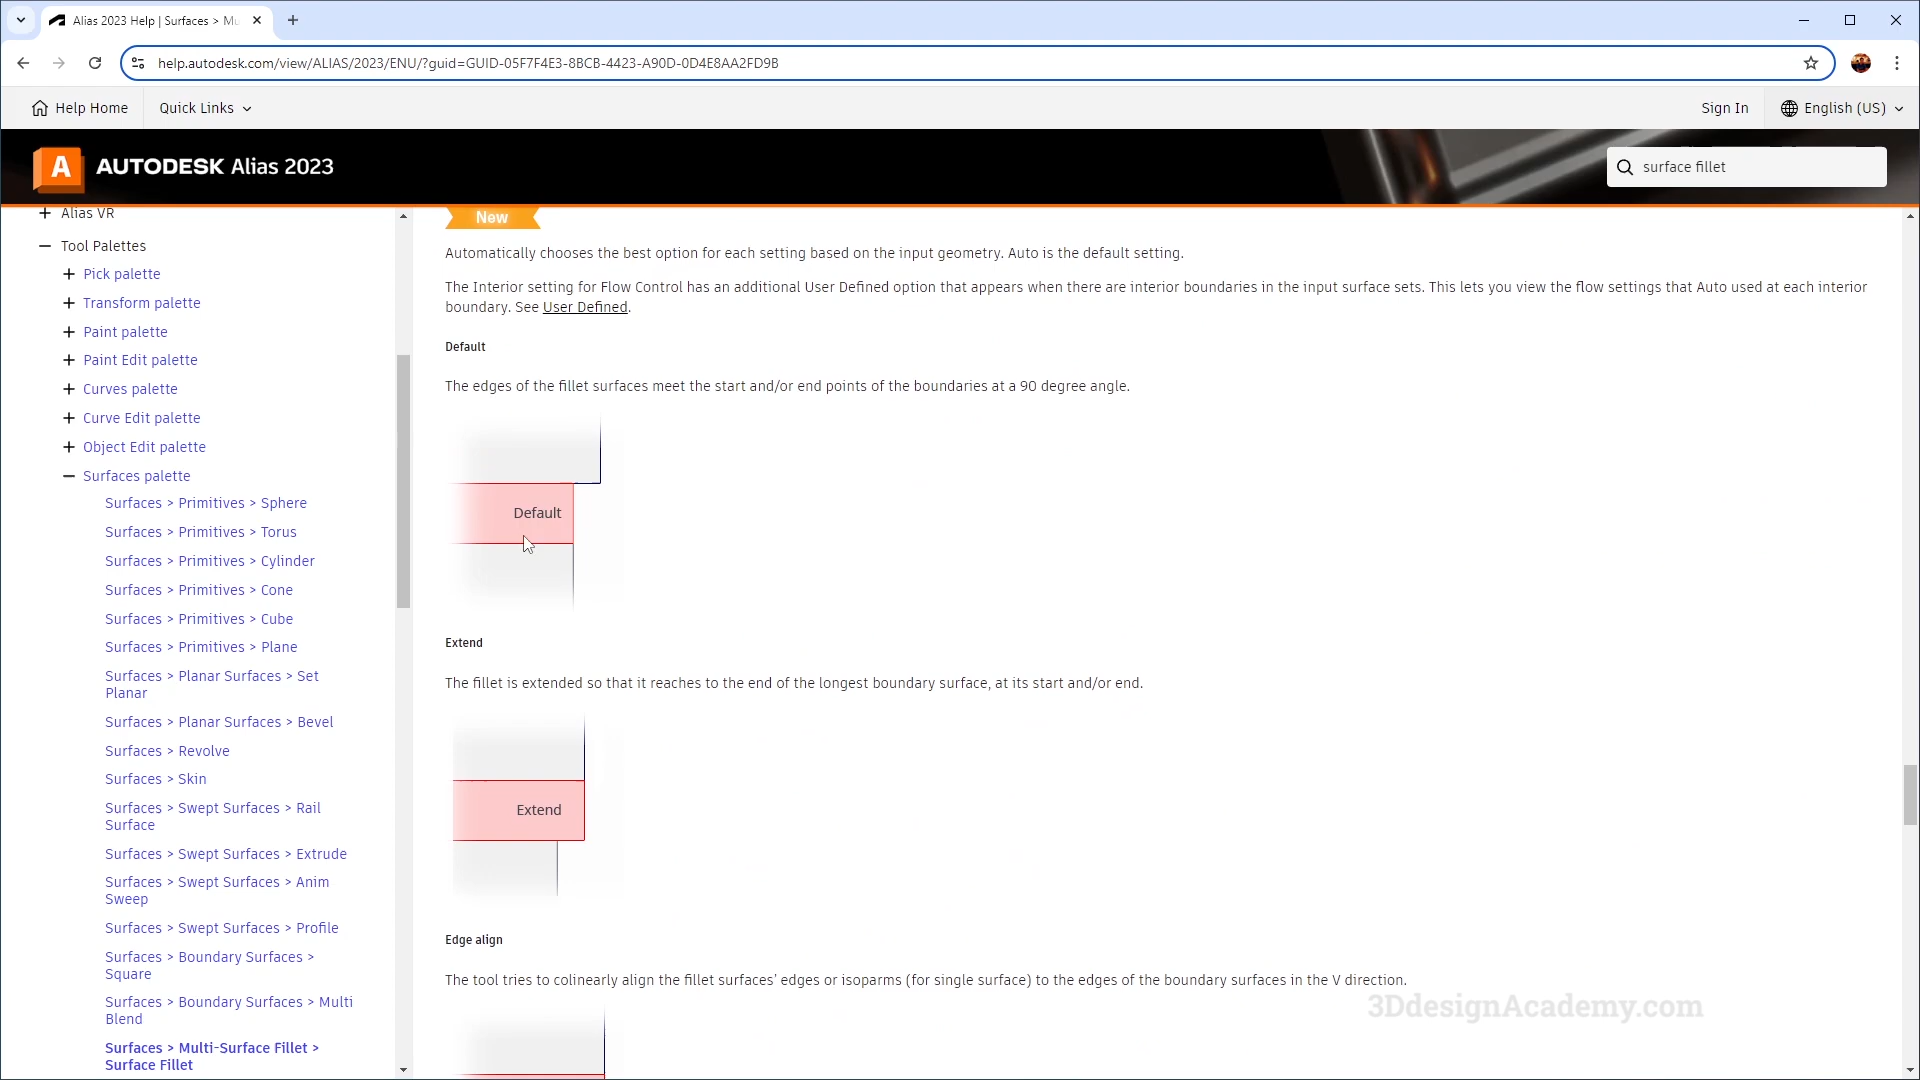 Alias 2023 Help | Surfaces > Mu
help.autodesk.com/view/ALIAS/2023/ENU/?guid=GUID-05F7F4E3-8BCB-4423-A90D-0D4E8AA2FD9B
Help Home
Quick Links
Sign In
English (US)
A
AUTODESK Alias 2023
surface fillet
Alias VR
Tool Palettes
Pick palette
Transform palette
Paint palette
Paint Edit palette
Curves palette
Curve Edit palette
Object Edit palette
Surfaces palette
Surfaces > Primitives > Sphere
Surfaces > Primitives > Torus
Surfaces > Primitives > Cylinder
Surfaces > Primitives > Cone
Surfaces > Primitives > Cube
Surfaces > Primitives > Plane
Surfaces > Planar Surfaces > Set
Planar
Surfaces > Planar Surfaces > Bevel
Surfaces > Revolve
Surfaces > Skin
Surfaces > Swept Surfaces > Rail
Surface
Surfaces > Swept Surfaces > Extrude
Surfaces > Swept Surfaces > Anim
Sweep
Surfaces > Swept Surfaces > Profile
Surfaces > Boundary Surfaces >
Square
Surfaces > Boundary Surfaces > Multi
Blend
Surfaces > Multi-Surface Fillet >
Surface Fillet
New
Automatically chooses the best option for each setting based on the input geometry. Auto is the default setting.
The Interior setting for Flow Control has an additional User Defined option that appears when there are interior boundaries in the input surface sets. This lets you view the flow settings that Auto used at each interior
boundary. See User Defined.
Default
The edges of the fillet surfaces meet the start and/or end points of the boundaries at a 90 degree angle.
Default
Extend
The fillet is extended so that it reaches to the end of the longest boundary surface, at its start and/or end.
Extend
Edge align
The tool tries to colinearly align the fillet surfaces' edges or isoparms (for single surface) to the edges of the boundary surfaces in the V direction.
3DdesignAcademy.com